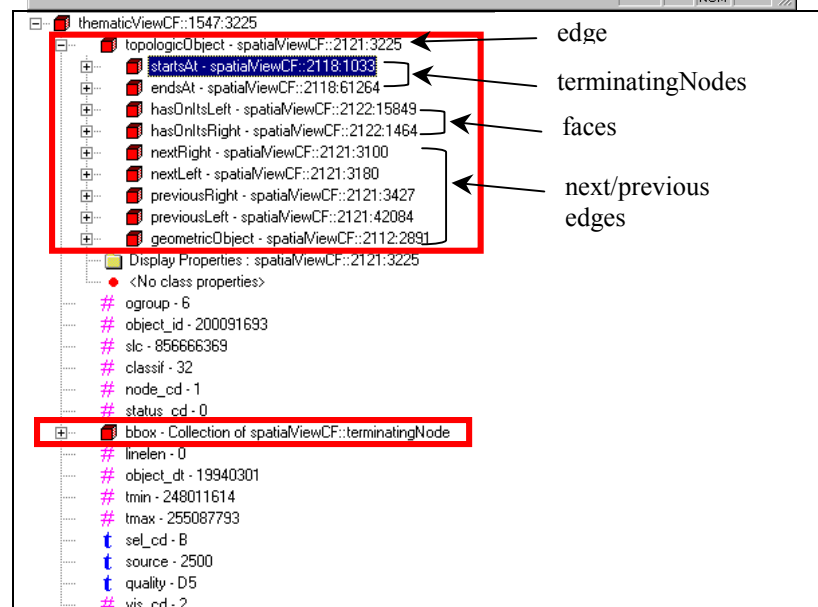 NUM
thematicViewCF::1547:3225
topologicObject - spatialViewCF::2121:3225
edge
startsAt - spatialViewCF::2118:1033
endsAt - spatialViewCF::2118:61264
terminatingNodes
hasOnItsLeft - spatialViewCF::2122:15849
hasOnItsRight - spatialViewCF::2122:1464
faces
nextRight - spatialViewCF::2121:3100
nextLeft - spatialViewCF::2121:3180
previousRight - spatialViewCF::2121:3427
previousLeft - spatialViewCF::2121:42084
geometricObject - spatialViewCF::2112:2891
next/previous
edges
Display Properties : spatialViewCF::2121:3225
<No class properties>
# ogroup - 6
# object_id - 200091693
# slc - 856666369
# classif - 32
# node_cd - 1
# status_cd - 0
bbox - Collection of spatialViewCF::terminatingNode
# linelen - 0
# object_dt - 19940301
# tmin - 248011614
# tmax - 255087793
t sel_cd - B
t source - 2500
t quality - D5
# vis_cd - 2